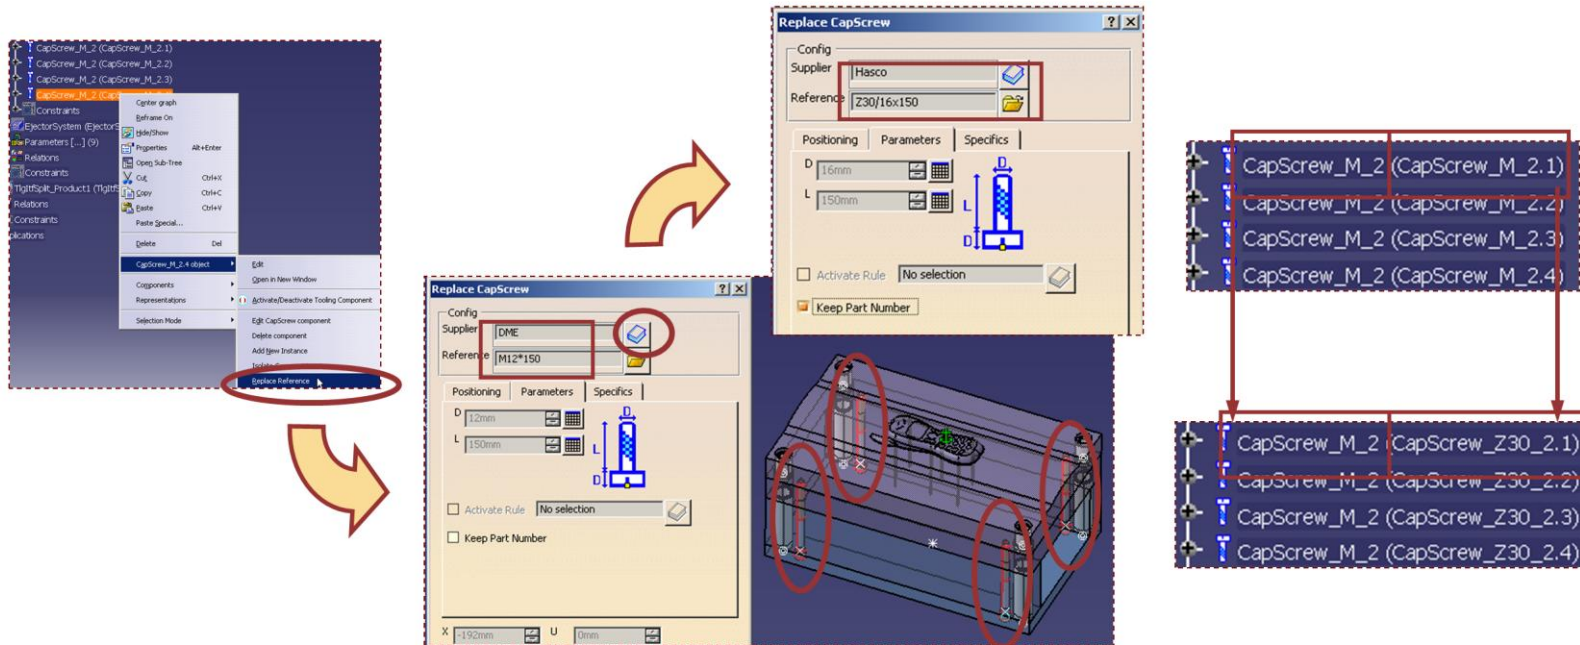 CapScrew_M_2 (CapScrew_M_2.1)
CapScrew_M_2 (CapScrew_M_2.2)
CapScrew_M_2 (CapScrew_M_2.3)
CapScrew_M_2
Constraints
EjectorSystem (EjectorS
Parameters [...] (9)
Relations
Constraints
TlgItfSplit_Product1
Relations
Constraints
lications
Center graph
Reframe On
Hide/Show
Properties Alt+Enter
Open Sub-Tree
Cut Ctrl+X
Copy Ctrl+C
Paste Ctrl+V
Paste Special...
Delete Del
CapScrew_M_2.4 object
Components
Representations
Selection Mode
Edit
Open in New Window
Activate/Deactivate Tooling Component
Edit CapScrew component
Delete component
Add New Instance
Replace Reference
Replace CapScrew
Config
Supplier DME
Reference M12*150
Positioning Parameters Specifics
D 12mm
L 150mm
D
L
D
Activate Rule No selection
Keep Part Number
X -192mm U 0mm
Replace CapScrew
Config
Supplier Hasco
Reference Z30/16x150
Positioning Parameters Specifics
D 16mm
L 150mm
D
L
D
Activate Rule No selection
Keep Part Number
CapScrew_M_2 (CapScrew_M_2.1)
CapScrew_M_2 (CapScrew_M_2.2)
CapScrew_M_2 (CapScrew_M_2.3)
CapScrew_M_2 (CapScrew_M_2.4)
CapScrew_M_2 (CapScrew_Z30_2.1)
CapScrew_M_2 (CapScrew_Z30_2.2)
CapScrew_M_2 (CapScrew_Z30_2.3)
CapScrew_M_2 (CapScrew_Z30_2.4)